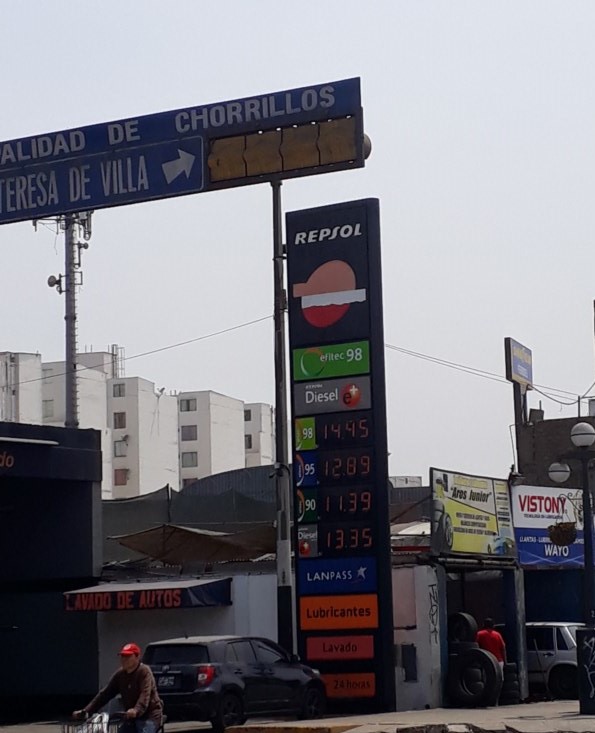 ALIDAD DE CHORRILLOS
TERESA DE VILLA
REPSOL
efitec 98
Diesel e+
98 14.45
95 12.89
90 11.39
Diesel 13.35
LANPASS
Lubricantes
Lavado
24 horas
LAVADO DE AUTOS
"Ares Junior"
VISTONY
WAYO